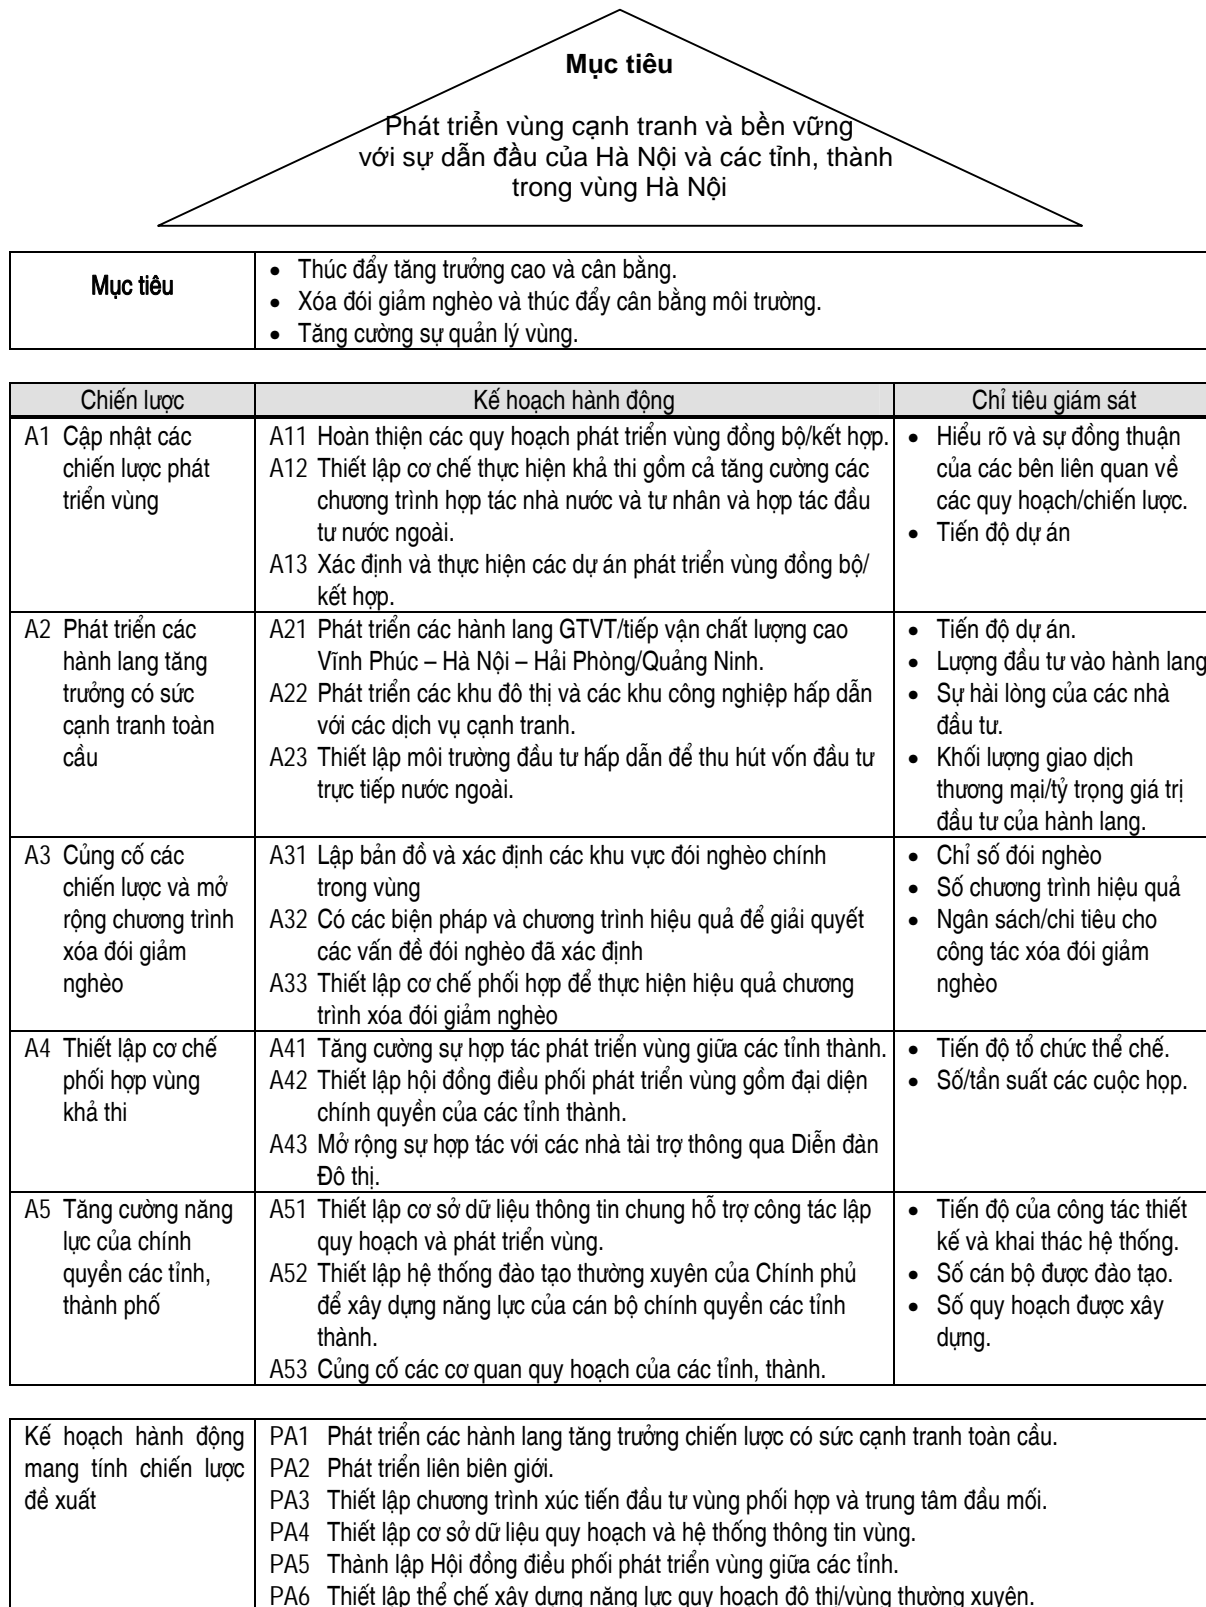 Mục tiêu
Phát triển vùng cạnh tranh và bền vững
với sự dẫn đầu của Hà Nội và các tỉnh, thành
trong vùng Hà Nội
Mục tiêu
• Thúc đẩy tăng trưởng cao và cân bằng.
• Xóa đói giảm nghèo và thúc đẩy cân bằng môi trường.
• Tăng cường sự quản lý vùng.
Chiến lược
Kế hoạch hành động
Chỉ tiêu giám sát
A1 Cập nhật các
chiến lược phát
triển vùng
A11 Hoàn thiện các quy hoạch phát triển vùng đồng bộ/kết hợp.
A12 Thiết lập cơ chế thực hiện khả thi gồm cả tăng cường các
chương trình hợp tác nhà nước và tư nhân và hợp tác đầu
tư nước ngoài.
A13 Xác định và thực hiện các dự án phát triển vùng đồng bộ/
kết hợp.
• Hiểu rõ và sự đồng thuận
của các bên liên quan về
các quy hoạch/chiến lược.
• Tiến độ dự án
A2 Phát triển các
hành lang tăng
trưởng có sức
cạnh tranh toàn
cầu
A21 Phát triển các hành lang GTVT/tiếp vận chất lượng cao
Vĩnh Phúc – Hà Nội – Hải Phòng/Quảng Ninh.
A22 Phát triển các khu đô thị và các khu công nghiệp hấp dẫn
với các dịch vụ cạnh tranh.
A23 Thiết lập môi trường đầu tư hấp dẫn để thu hút vốn đầu tư
trực tiếp nước ngoài.
• Tiến độ dự án.
• Lượng đầu tư vào hành lang
• Sự hài lòng của các nhà
đầu tư.
• Khối lượng giao dịch
thương mại/tỷ trọng giá trị
đầu tư của hành lang.
A3 Củng cố các
chiến lược và mở
rộng chương trình
xóa đói giảm
nghèo
A31 Lập bản đồ và xác định các khu vực đói nghèo chính
trong vùng
A32 Có các biện pháp và chương trình hiệu quả để giải quyết
các vấn đề đói nghèo đã xác định
A33 Thiết lập cơ chế phối hợp để thực hiện hiệu quả chương
trình xóa đói giảm nghèo
• Chỉ số đói nghèo
• Số chương trình hiệu quả
• Ngân sách/chi tiêu cho
công tác xóa đói giảm
nghèo
A4 Thiết lập cơ chế
phối hợp vùng
khả thi
A41 Tăng cường sự hợp tác phát triển vùng giữa các tỉnh thành.
A42 Thiết lập hội đồng điều phối phát triển vùng gồm đại diện
chính quyền của các tỉnh thành.
A43 Mở rộng sự hợp tác với các nhà tài trợ thông qua Diễn đàn
Đô thị.
• Tiến độ tổ chức thể chế.
• Số/tần suất các cuộc họp.
A5 Tăng cường năng
lực của chính
quyền các tỉnh,
thành phố
A51 Thiết lập cơ sở dữ liệu thông tin chung hỗ trợ công tác lập
quy hoạch và phát triển vùng.
A52 Thiết lập hệ thống đào tạo thường xuyên của Chính phủ
để xây dựng năng lực của cán bộ chính quyền các tỉnh
thành.
A53 Củng cố các cơ quan quy hoạch của các tỉnh, thành.
• Tiến độ của công tác thiết
kế và khai thác hệ thống.
• Số cán bộ được đào tạo.
• Số quy hoạch được xây
dựng.
Kế hoạch hành động
mang tính chiến lược
đề xuất
PA1 Phát triển các hành lang tăng trưởng chiến lược có sức cạnh tranh toàn cầu.
PA2 Phát triển liên biên giới.
PA3 Thiết lập chương trình xúc tiến đầu tư vùng phối hợp và trung tâm đầu mối.
PA4 Thiết lập cơ sở dữ liệu quy hoạch và hệ thống thông tin vùng.
PA5 Thành lập Hội đồng điều phối phát triển vùng giữa các tỉnh.
PA6 Thiết lập thể chế xây dựng năng lực quy hoạch đô thị/vùng thường xuyên.